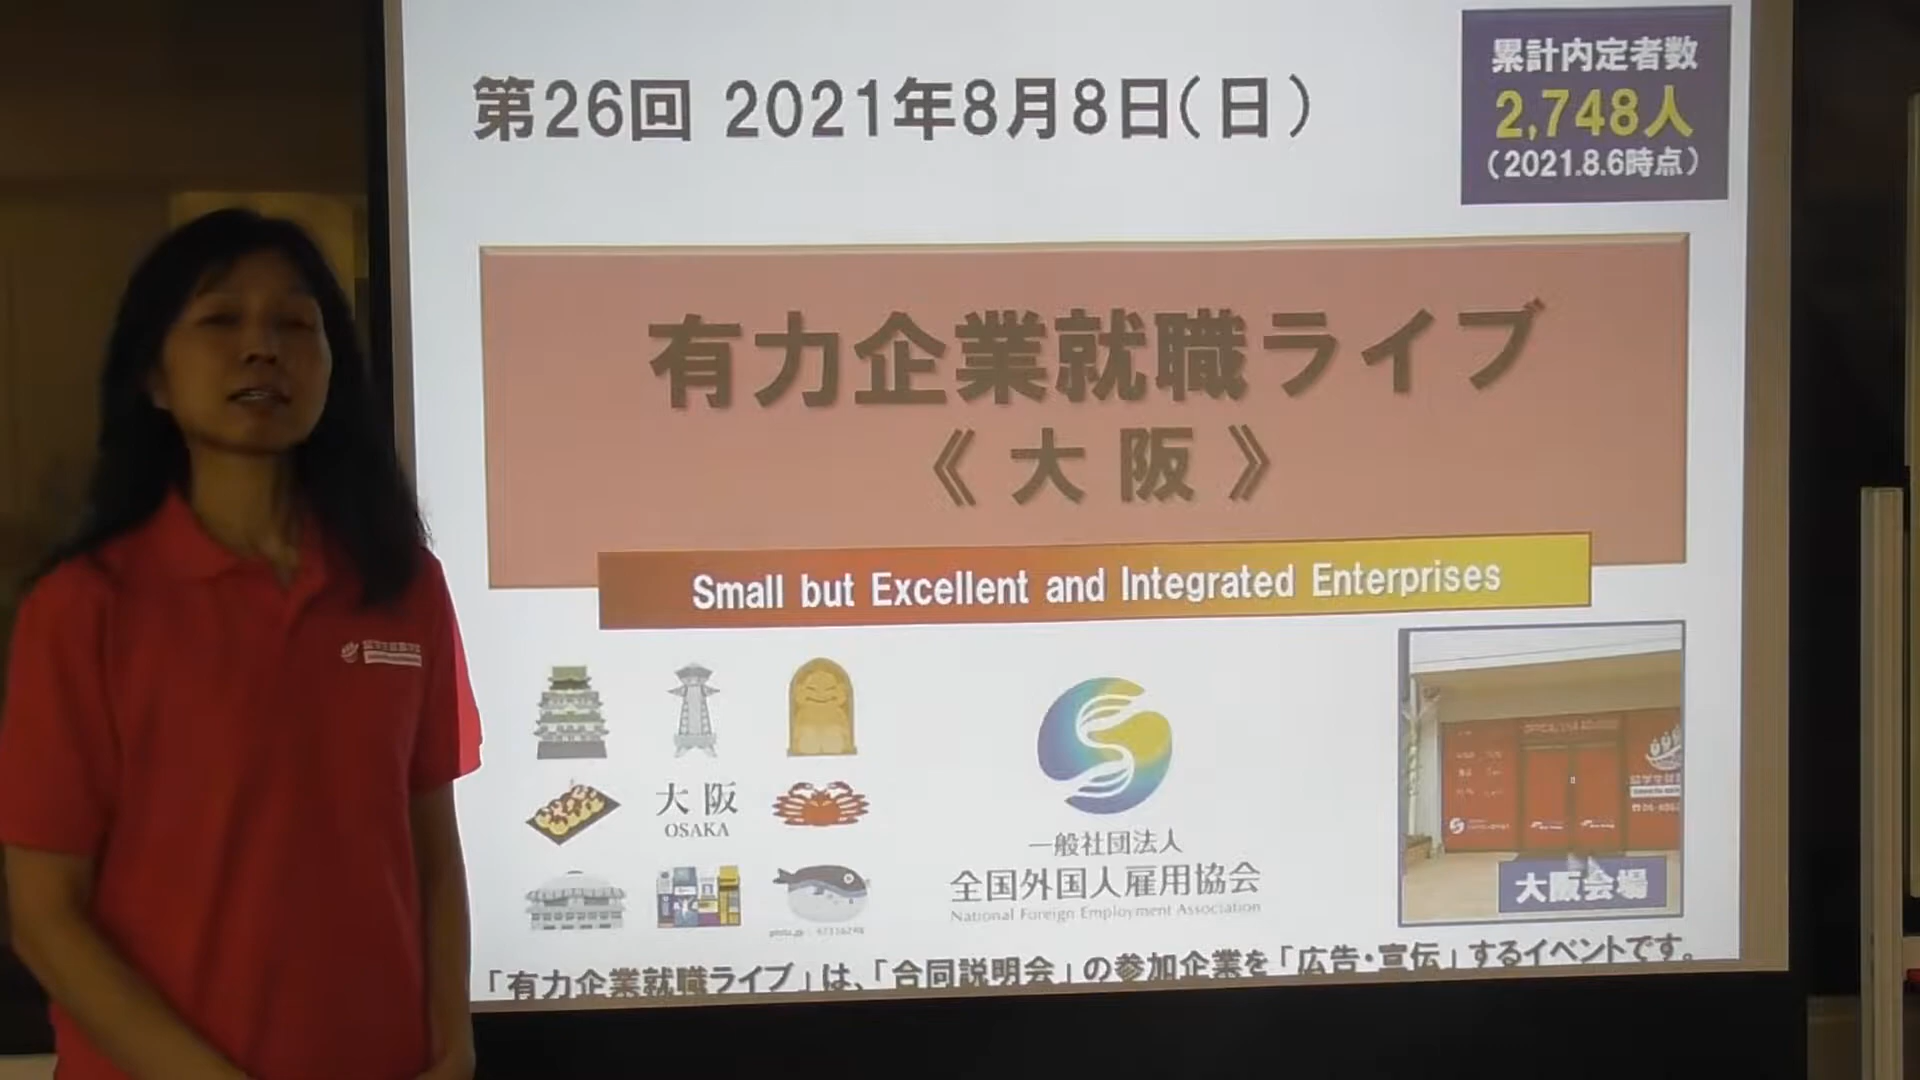 第26回 2021年8月8日(日)
累計内定者数
2,748人
(2021.8.6時点)
有力企業就職ライブ
《大阪》
Small but Excellent and Integrated Enterprises
大阪
OSAKA
一般社団法人
全国外国人雇用協会
National Foreign Employment Association
大阪会場
「有力企業就職ライブ」は、「合同説明会」の参加企業を「広告・宣伝」するイベントです。